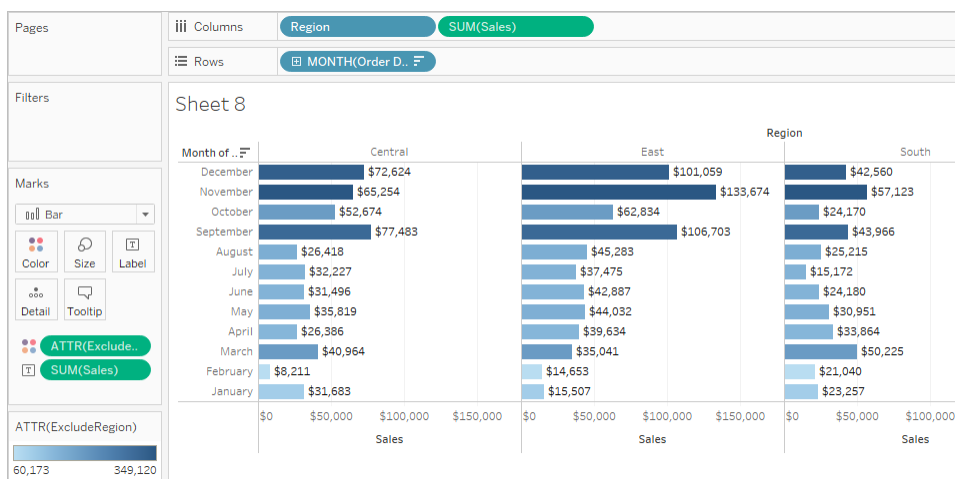 Pages
Columns Region SUM(Sales)
Rows MONTH(Order D..
Filters
Sheet 8
Region
Month of .. Central East South
December $72,624 $101,059 $42,560
November $65,254 $133,674 $57,123
October $52,674 $62,834 $24,170
September $77,483 $106,703 $43,966
August $26,418 $45,283 $25,215
July $32,227 $37,475 $15,172
June $31,496 $42,887 $24,180
May $35,819 $44,032 $30,951
April $26,386 $39,634 $33,864
March $40,964 $35,041 $50,225
February $8,211 $14,653 $21,040
January $31,683 $15,507 $23,257
$0 $50,000 $100,000 $150,000 $0 $50,000 $100,000 $150,000 $0 $50,000 $100,000
Sales Sales Sales
Marks
Bar
Color Size Label
Detail Tooltip
ATTR(Exclude..
SUM(Sales)
ATTR(ExcludeRegion)
60,173 349,120